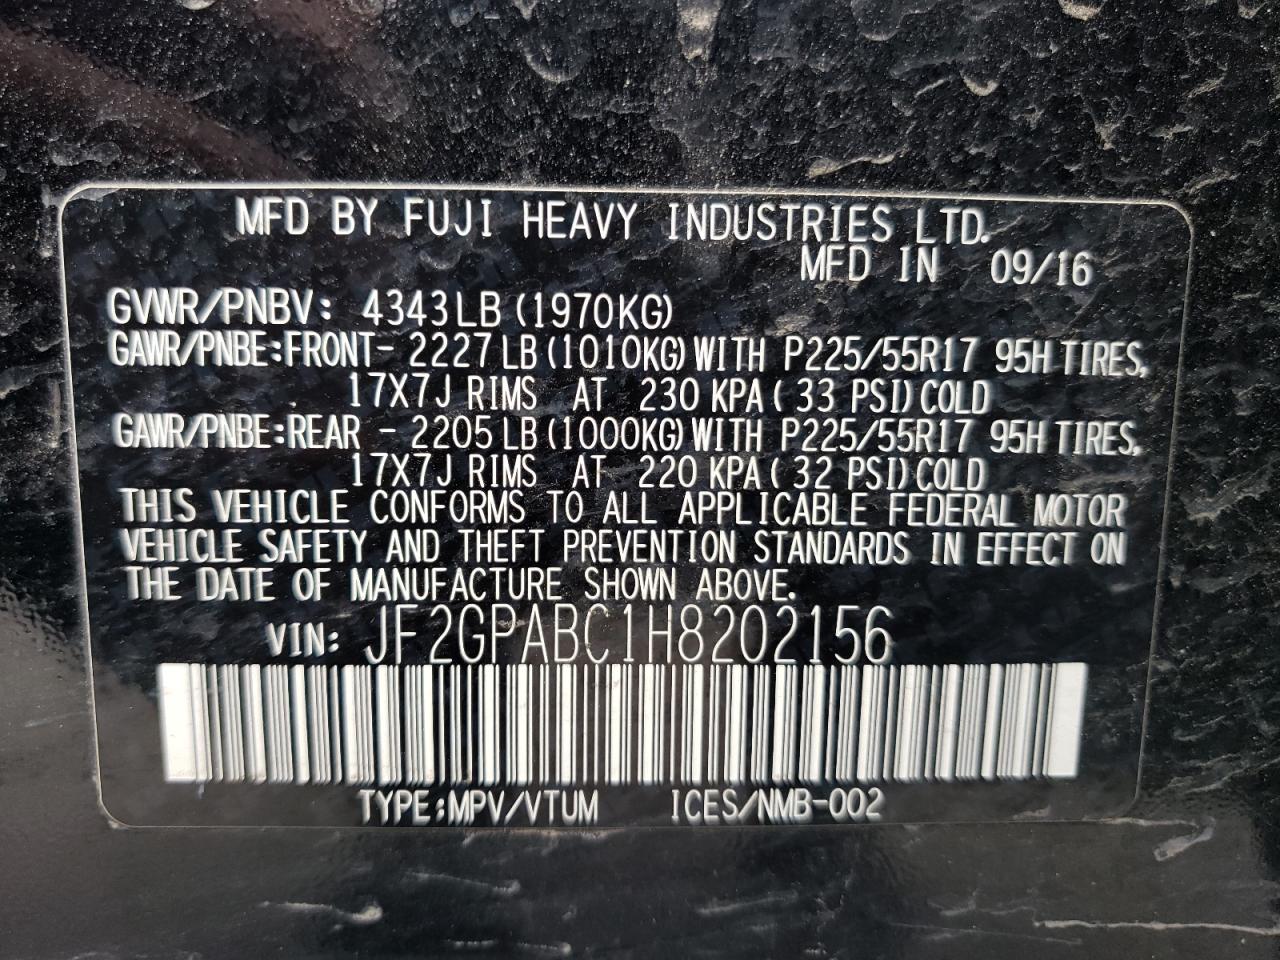 MFD BY FUJI HEAVY INDUSTRIES LTD.
MFD IN 09/16
GVWR/PNBV: 4343LB (1970KG)
GAWR/PNBE:FRONT- 2227LB (1010KG)WITH P225/55R17 95H TIRES,
17X7J RIMS AT 230 KPA( 33 PSI)COLD
GAWR/PNBE:REAR - 2205LB (1000KG)WITH P225/55R17 95H TIRES,
17X7J RIMS AT 220 KPA( 32 PSI)COLD
THIS VEHICLE CONFORMS TO ALL APPLICABLE FEDERAL MOTOR
VEHICLE SAFETY AND THEFT PREVENTION STANDARDS IN EFFECT ON
THE DATE OF MANUFACTURE SHOWN ABOVE.
VIN: JF2GPABC1H8202156
TYPE:MPV/VTUM ICES/NMB-002